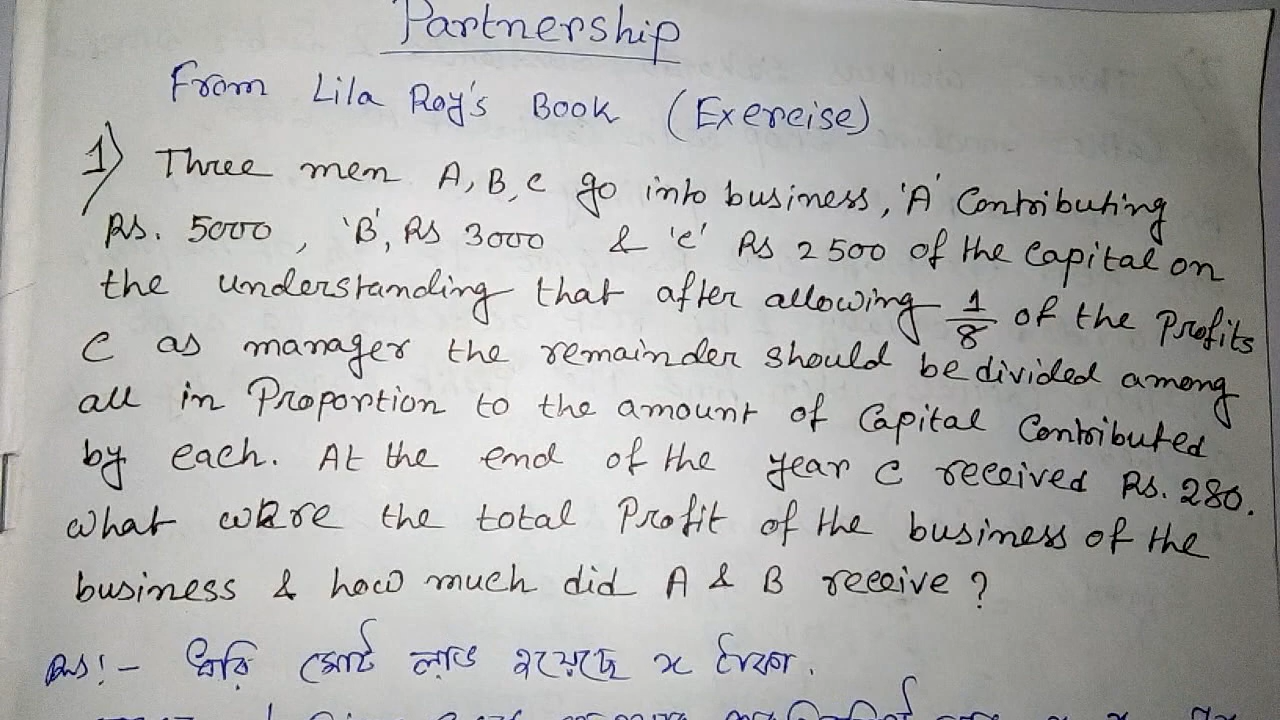 Partnership
From Lila Roy's Book (Exercise)
1) Three men A, B, C go into business, 'A' Contributing
Rs. 5000, 'B', Rs 3000 & 'C' Rs 2500 of the Capital on
the understanding that after allowing 1/8 of the Profits
C as manager the remainder should be divided among
all in Proportion to the amount of Capital Contributed
by each. At the end of the year C received Rs. 280.
What were the total Profit of the business of the
business & how much did A & B receive?
Ans:- ধরি মোট লাভ হয়েছে x টাকা.